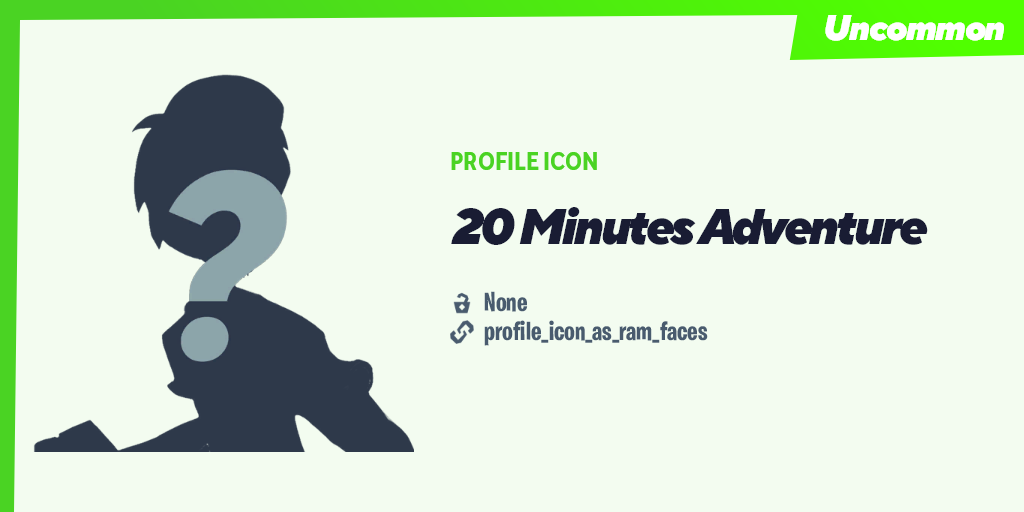 Uncommon
PROFILE ICON
20 Minutes Adventure
None
profile_icon_as_ram_faces
?